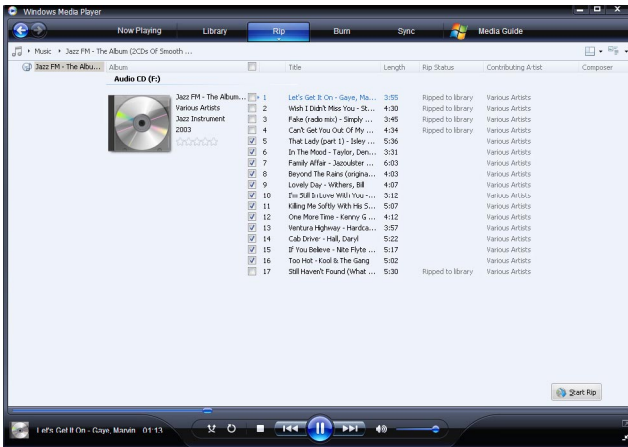 Windows Media Player
Now Playing Library Rip Burn Sync Media Guide
Music Jazz FM - The Album (2CDs Of Smooth ...
Jazz FM - The Albu... Album Title Length Rip Status Contributing Artist Composer
Audio CD (F:)
Jazz FM - The Album...
Various Artists
Jazz Instrument
2003
1 Let's Get It On - Gaye, Ma... 3:55 Ripped to library Various Artists
2 Wish I Didn't Miss You - St... 4:30 Ripped to library Various Artists
3 Fake (radio mix) - Simply ... 3:45 Ripped to library Various Artists
4 Can't Get You Out Of My ... 4:34 Ripped to library Various Artists
5 That Lady (part 1) - Isley ... 5:36 Various Artists
6 In The Mood - Taylor, Den... 3:31 Various Artists
7 Family Affair - Jazoulster ... 6:03 Various Artists
8 Beyond The Rains (origina... 4:03 Various Artists
9 Lovely Day - Withers, Bill 4:07 Various Artists
10 I'm Still In Love With You - ... 5:12 Various Artists
11 Killing Me Softly With His S... 5:07 Various Artists
12 One More Time - Kenny G ... 4:12 Various Artists
13 Ventura Highway - Hardca... 3:57 Various Artists
14 Cab Driver - Hall, Daryl 5:22 Various Artists
15 If You Believe - Nite Flyte ... 5:17 Various Artists
16 Too Hot - Kool & The Gang 5:02 Various Artists
17 Still Haven't Found (What ... 5:30 Ripped to library Various Artists
Start Rip
Let's Get It On - Gaye, Marvin 01:13